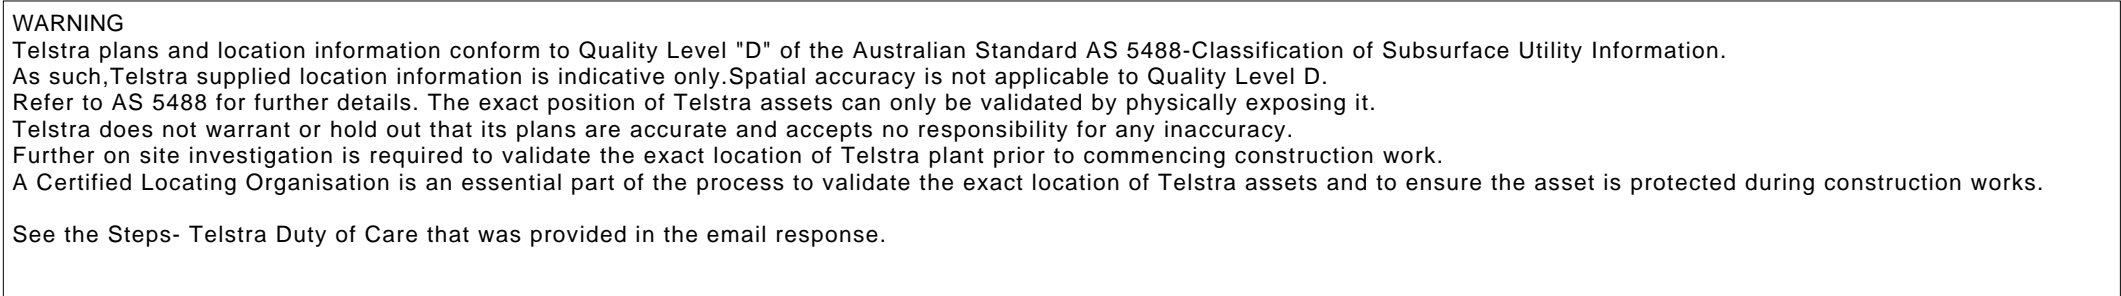 WARNING
Telstra plans and location information conform to Quality Level "D" of the Australian Standard AS 5488-Classification of Subsurface Utility Information.
As such,Telstra supplied location information is indicative only.Spatial accuracy is not applicable to Quality Level D.
Refer to AS 5488 for further details. The exact position of Telstra assets can only be validated by physically exposing it.
Telstra does not warrant or hold out that its plans are accurate and accepts no responsibility for any inaccuracy.
Further on site investigation is required to validate the exact location of Telstra plant prior to commencing construction work.
A Certified Locating Organisation is an essential part of the process to validate the exact location of Telstra assets and to ensure the asset is protected during construction works.
See the Steps- Telstra Duty of Care that was provided in the email response.